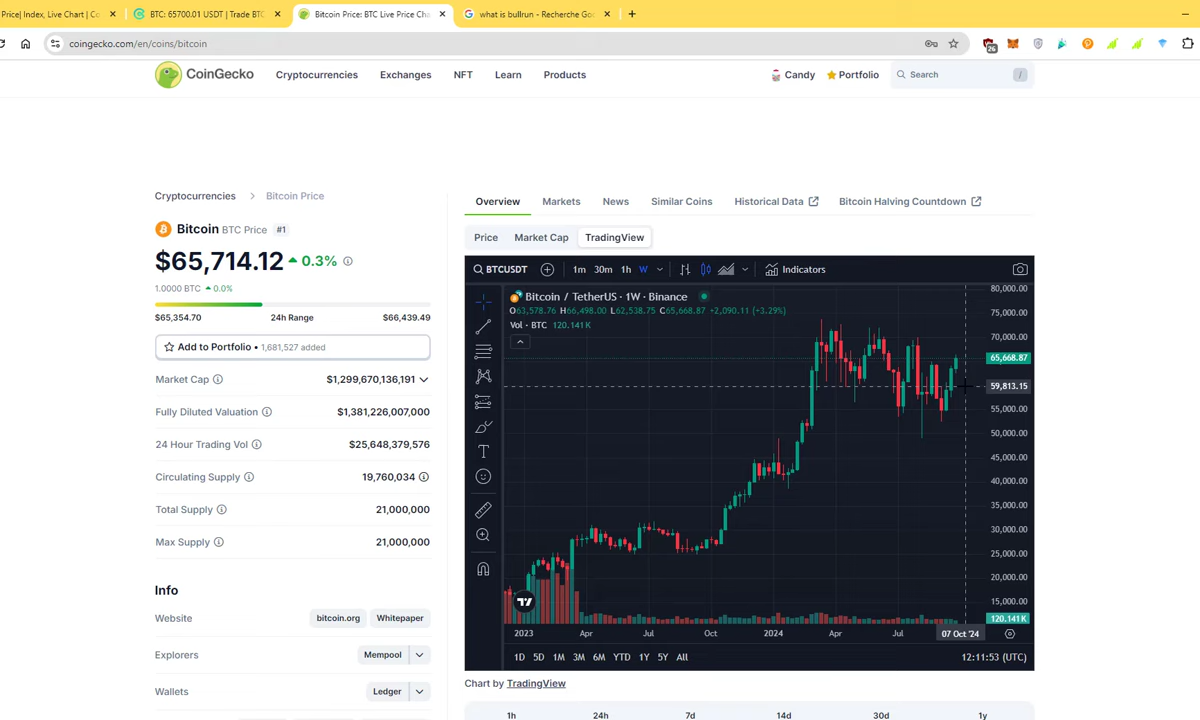 Price| Index, Live Chart | Co
BTC: 65700.01 USDT | Trade BTC
Bitcoin Price: BTC Live Price Cha
what is bullrun - Recherche Goo
coingecko.com/en/coins/bitcoin
26
CoinGecko
Cryptocurrencies
Exchanges
NFT
Learn
Products
Candy
Portfolio
Search
/
Cryptocurrencies
Bitcoin Price
Overview
Markets
News
Similar Coins
Historical Data
Bitcoin Halving Countdown
Bitcoin BTC Price #1
$65,714.12 0.3%
1.0000 BTC 0.0%
$65,354.70 24h Range $66,439.49
Add to Portfolio • 1,681,527 added
Market Cap $1,299,670,136,191
Fully Diluted Valuation $1,381,226,007,000
24 Hour Trading Vol $25,648,379,576
Circulating Supply 19,760,034
Total Supply 21,000,000
Max Supply 21,000,000
Info
Website bitcoin.org Whitepaper
Explorers Mempool
Wallets Ledger
Price Market Cap TradingView
BTCUSDT 1m 30m 1h W Indicators
Bitcoin / TetherUS · 1W · Binance
O63,578.76 H66,498.00 L62,538.75 C65,668.87 +2,090.11 (+3.29%)
Vol · BTC 120.141K
80,000.00
75,000.00
70,000.00
65,668.87
59,813.15
55,000.00
50,000.00
45,000.00
40,000.00
35,000.00
30,000.00
25,000.00
20,000.00
15,000.00
120.141K
2023 Apr Jul Oct 2024 Apr Jul 07 Oct '24
1D 5D 1M 3M 6M YTD 1Y 5Y All 12:11:53 (UTC)
Chart by TradingView
1h 24h 7d 14d 30d 1y